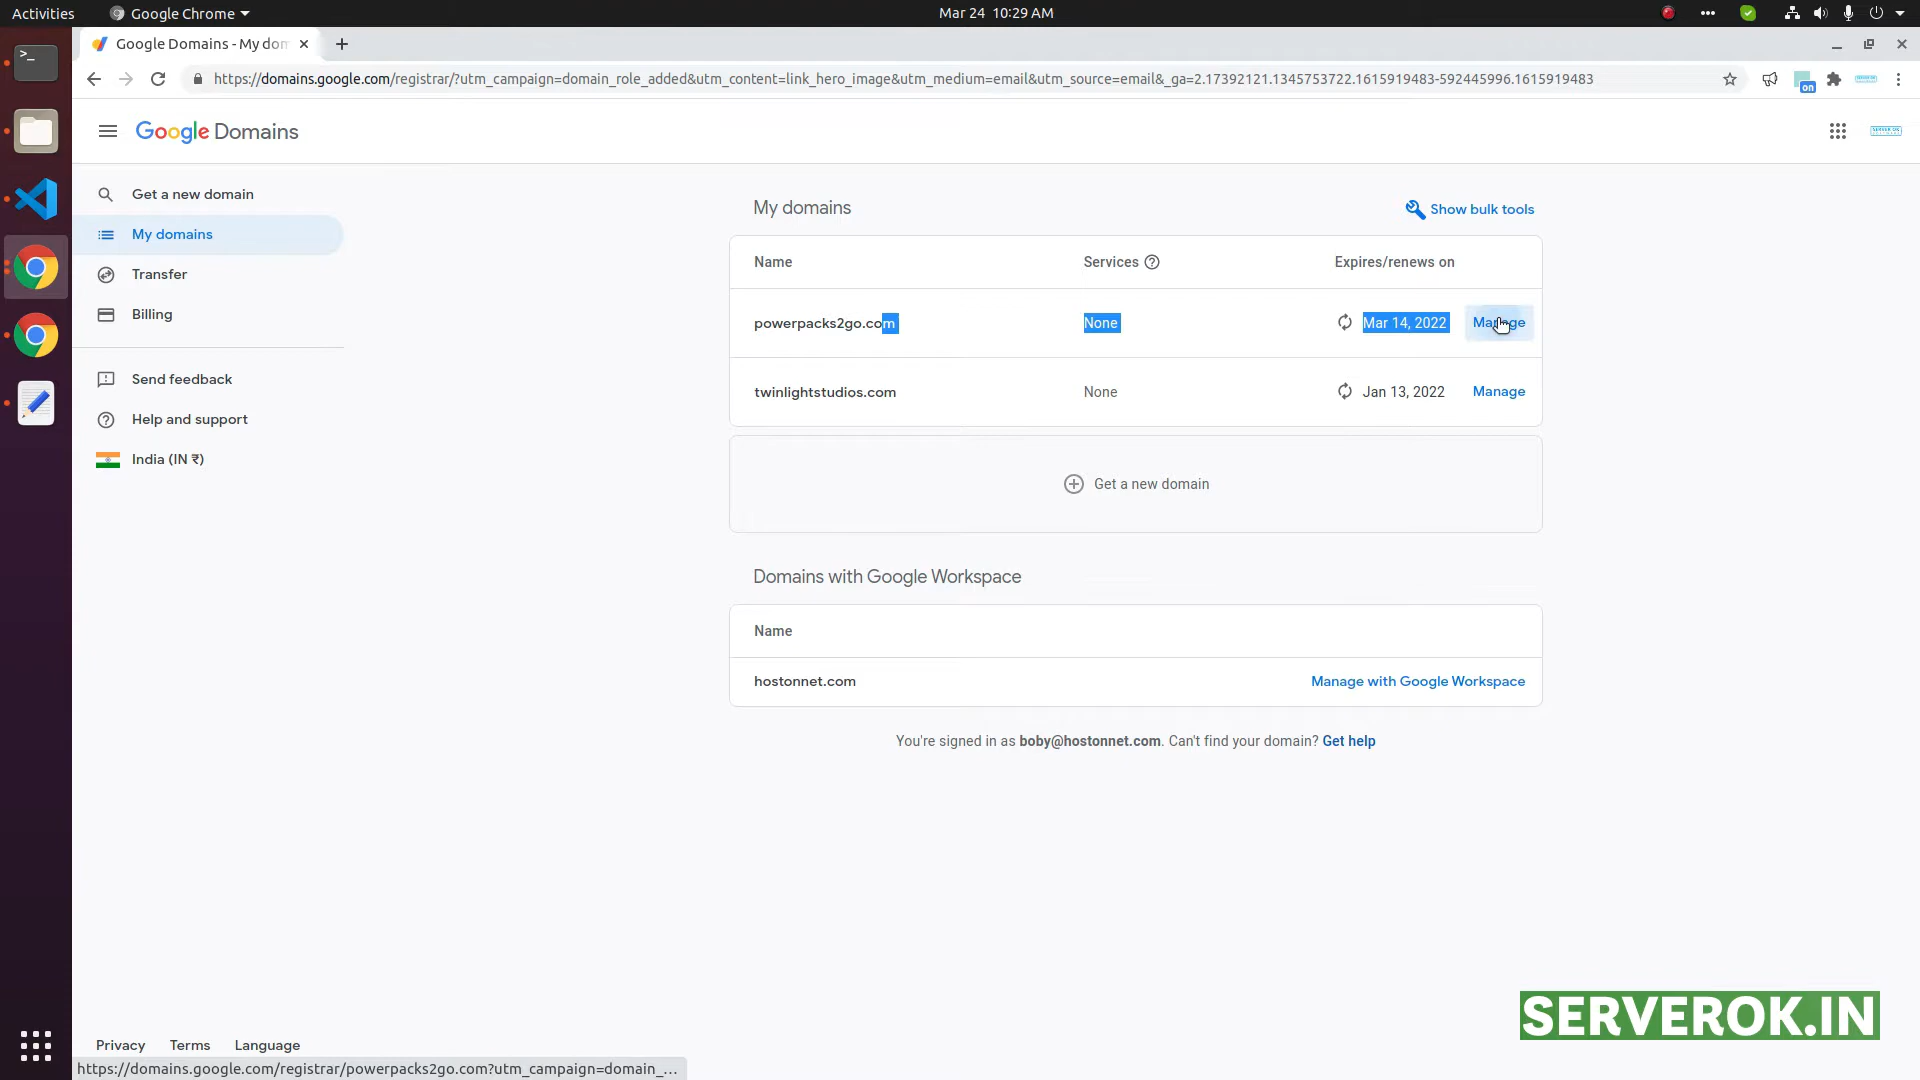 Activities
Google Chrome
Mar 24 10:29 AM
Google Domains - My dom
https://domains.google.com/registrar/?utm_campaign=domain_role_added&utm_content=link_hero_image&utm_medium=email&utm_source=email&_ga=2.17392121.1345753722.1615919483-592445996.1615919483
on
Google Domains
Get a new domain
My domains
Transfer
Billing
Send feedback
Help and support
India (IN ₹)
My domains
Show bulk tools
Name Services Expires/renews on
powerpacks2go.com None Mar 14, 2022 Manage
twinlightstudios.com None Jan 13, 2022 Manage
Get a new domain
Domains with Google Workspace
Name
hostonnet.com Manage with Google Workspace
You're signed in as boby@hostonnet.com. Can't find your domain? Get help
SERVEROK.IN
Privacy Terms Language
https://domains.google.com/registrar/powerpacks2go.com?utm_campaign=domain_...